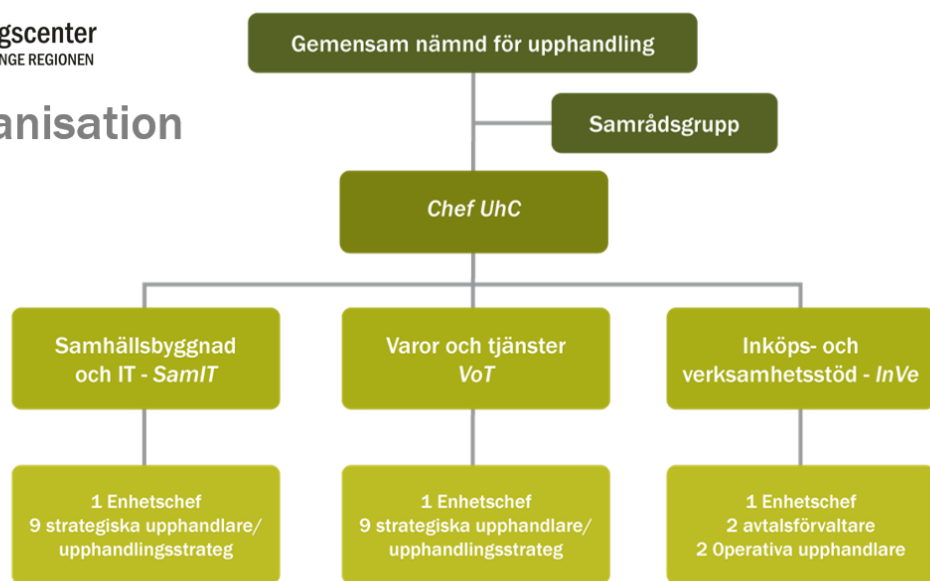 gscenter
NGE REGIONEN
anisation
Gemensam nämnd för upphandling
Samrådsgrupp
Chef UhC
Samhällsbyggnad
och IT - SamIT
Varor och tjänster
VoT
Inköps- och
verksamhetsstöd - InVe
1 Enhetschef
9 strategiska upphandlare/
upphandlingsstrateg
1 Enhetschef
9 strategiska upphandlare/
upphandlingsstrateg
1 Enhetschef
2 avtalsförvaltare
2 Operativa upphandlare